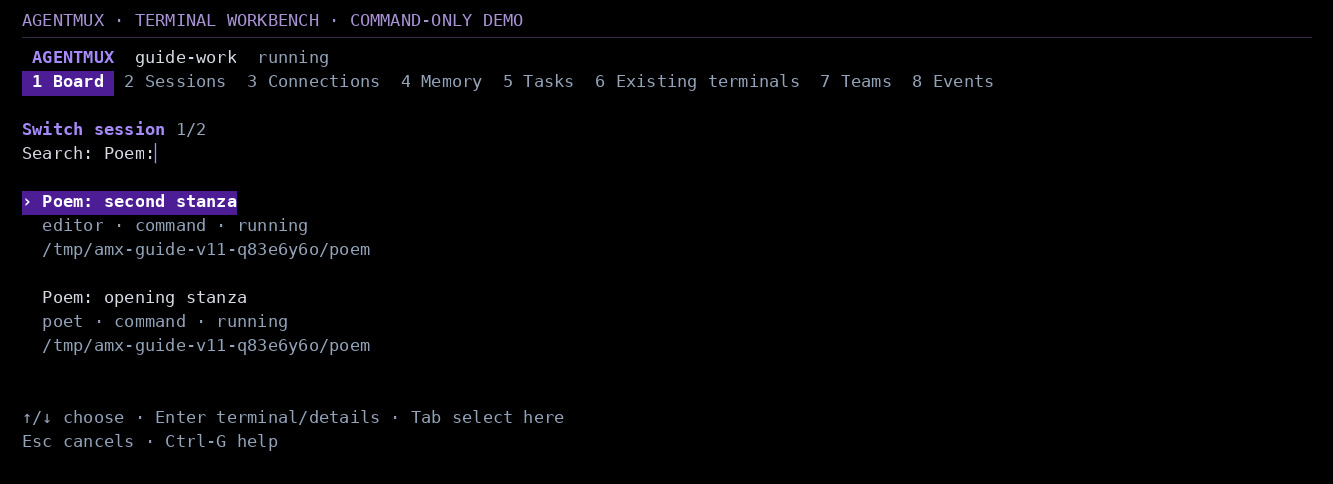 AGENTMUX · TERMINAL WORKBENCH · COMMAND-ONLY DEMO
AGENTMUX guide-work running
1 Board 2 Sessions 3 Connections 4 Memory 5 Tasks 6 Existing terminals 7 Teams 8 Events
Switch session 1/2
Search: Poem:
› Poem: second stanza
editor · command · running
/tmp/amx-guide-v11-q83e6y6o/poem
Poem: opening stanza
poet · command · running
/tmp/amx-guide-v11-q83e6y6o/poem
↑/↓ choose · Enter terminal/details · Tab select here
Esc cancels · Ctrl-G help